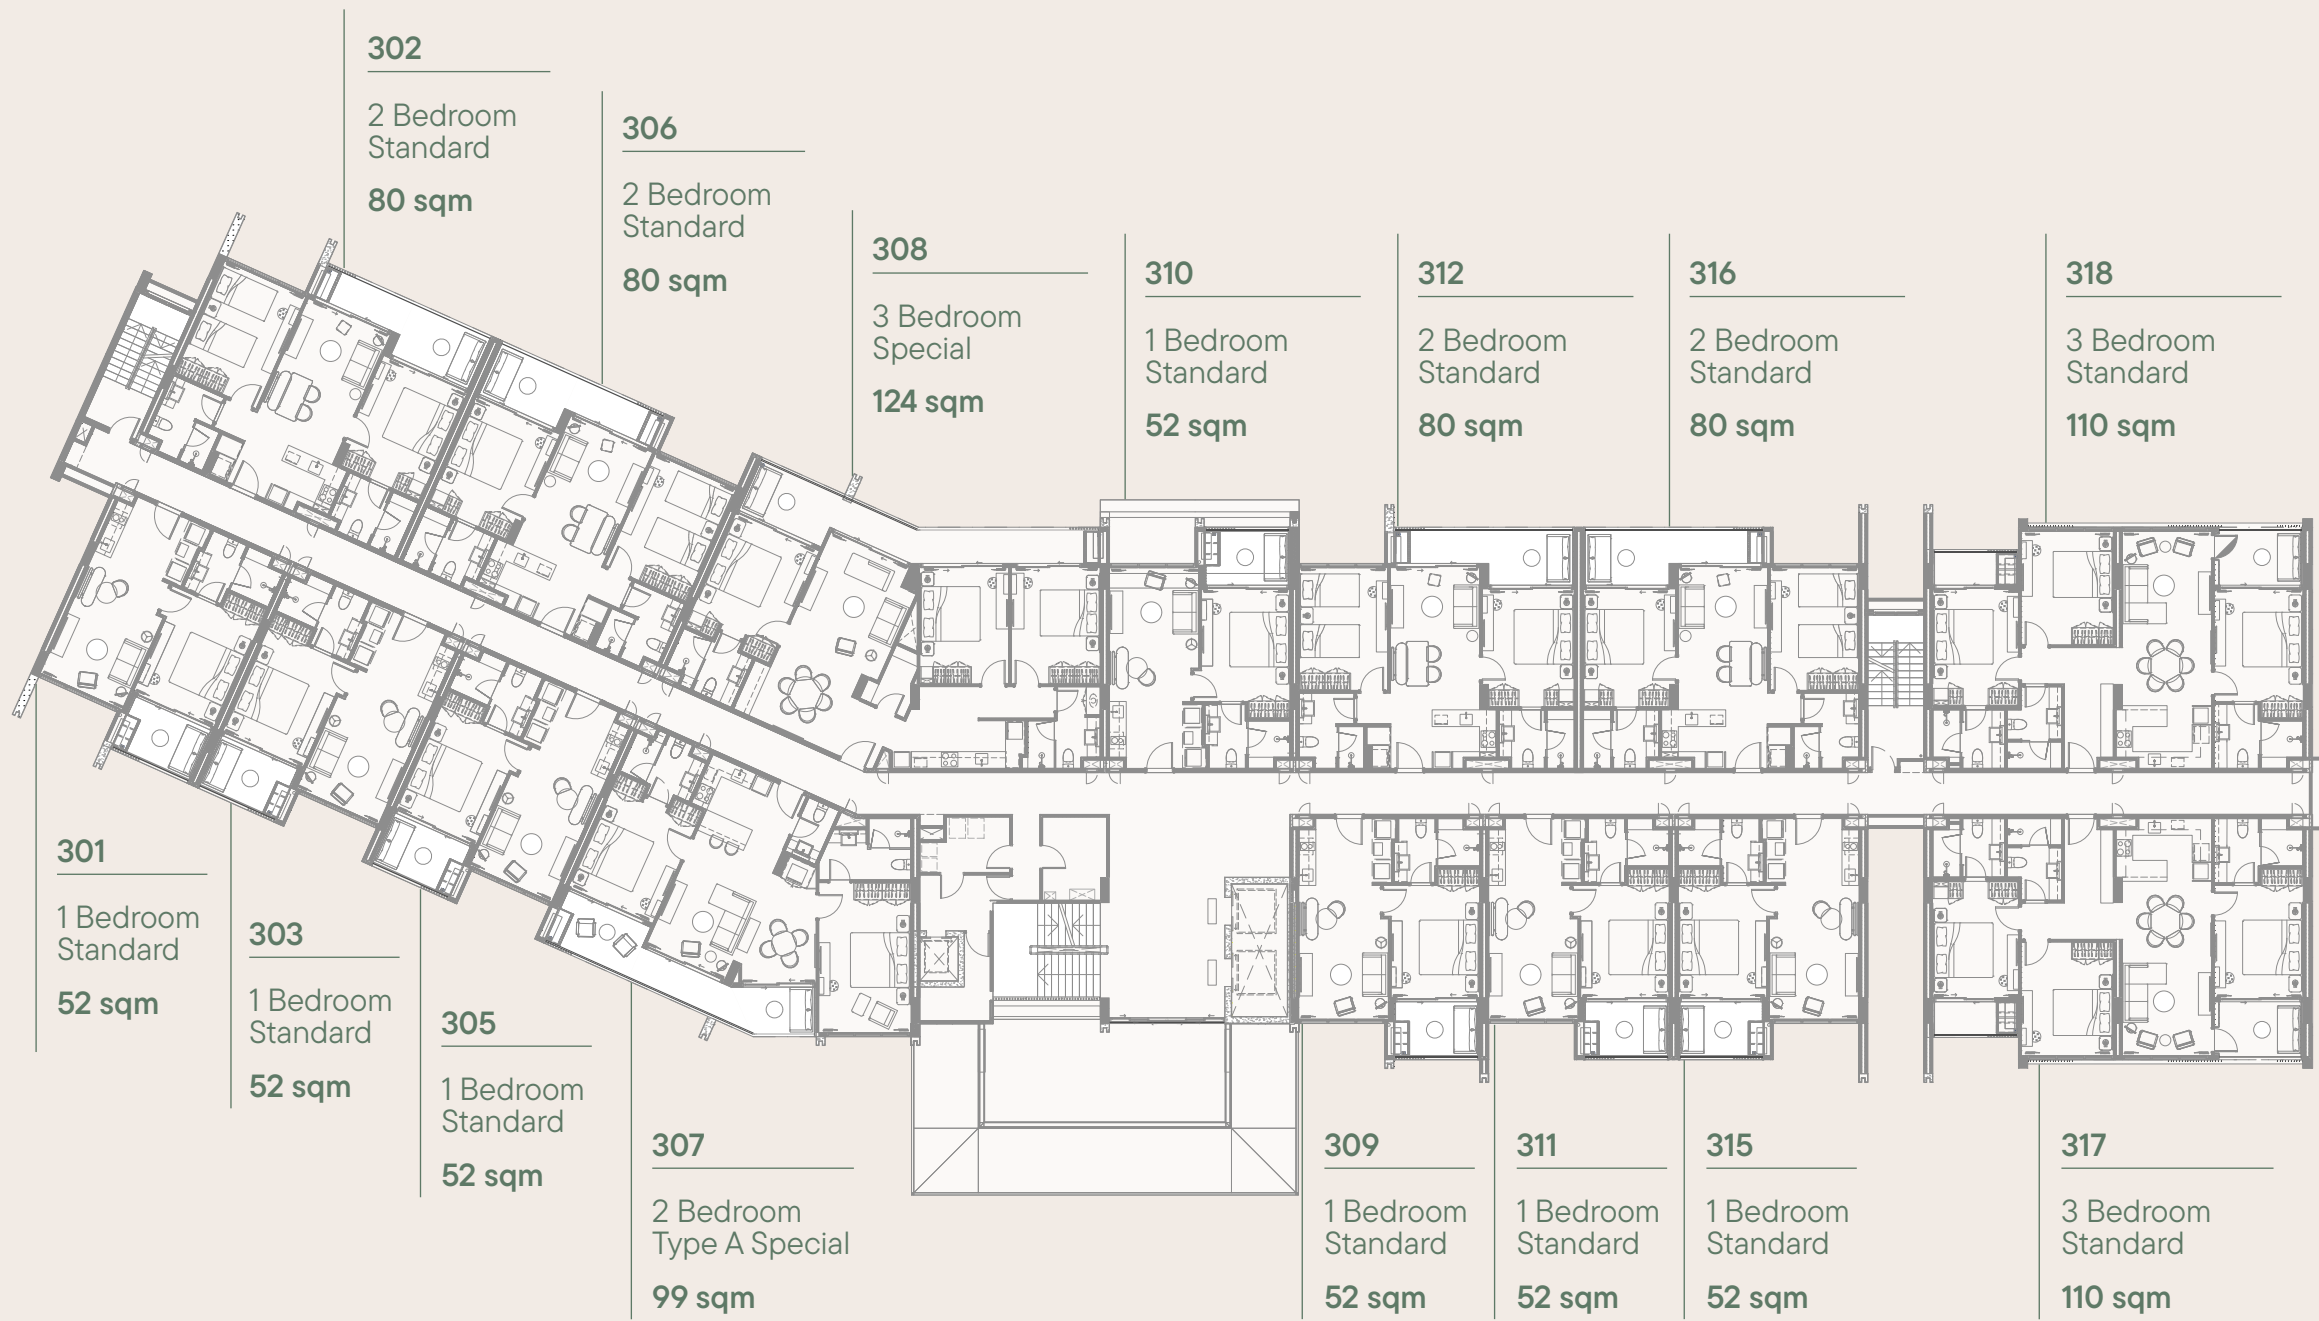 302
2 Bedroom
Standard
80 sqm
306
2 Bedroom
Standard
80 sqm
308
3 Bedroom
Special
124 sqm
310
1 Bedroom
Standard
52 sqm
312
2 Bedroom
Standard
80 sqm
316
2 Bedroom
Standard
80 sqm
318
3 Bedroom
Standard
110 sqm
301
1 Bedroom
Standard
52 sqm
303
1 Bedroom
Standard
52 sqm
305
1 Bedroom
Standard
52 sqm
307
2 Bedroom
Type A Special
99 sqm
309
1 Bedroom
Standard
52 sqm
311
1 Bedroom
Standard
52 sqm
315
1 Bedroom
Standard
52 sqm
317
3 Bedroom
Standard
110 sqm